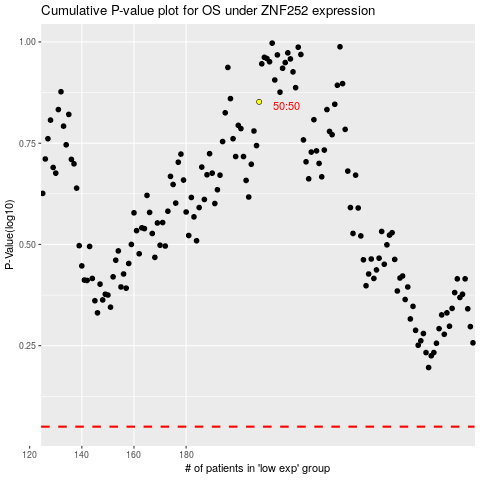 Cumulative P-value plot for OS under ZNF252 expression
P-Value(log10)
1.00
0.75
0.50
0.25
50:50
120 140 160 180
# of patients in 'low exp' group